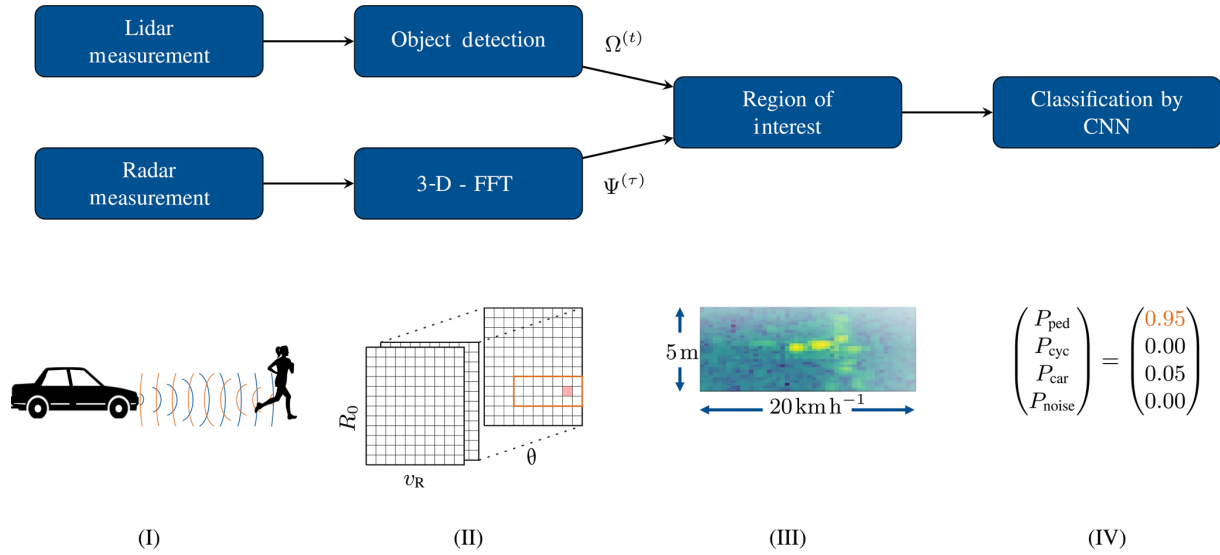 Lidar
measurement
Object detection
Ω(t)
Region of
interest
Classification by
CNN
Radar
measurement
3-D - FFT
Ψ(τ)
R0
vR
θ
5 m
20 km h−1
Pped
Pcyc
Pcar
Pnoise
=
0.95
0.00
0.05
0.00
(I)
(II)
(III)
(IV)